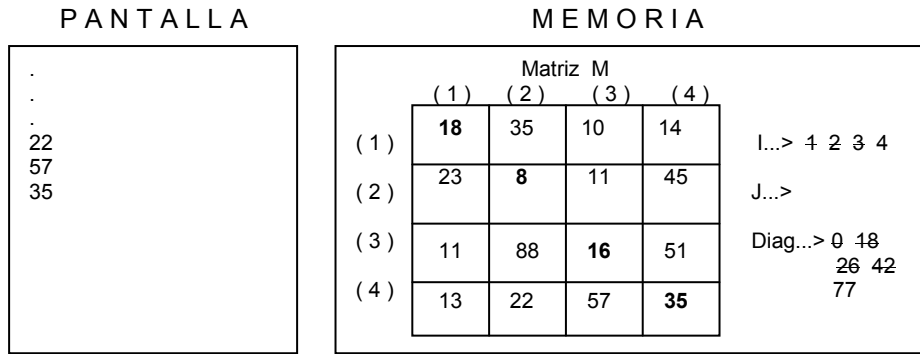 P A N T A L L A
M E M O R I A
.
.
.
22
57
35
Matriz M
( 1 ) ( 2 ) ( 3 ) ( 4 )
( 1 ) 18 35 10 14
( 2 ) 23 8 11 45
( 3 ) 11 88 16 51
( 4 ) 13 22 57 35
I...> 1 2 3 4
J...>
Diag...> 0 18
26 42
77